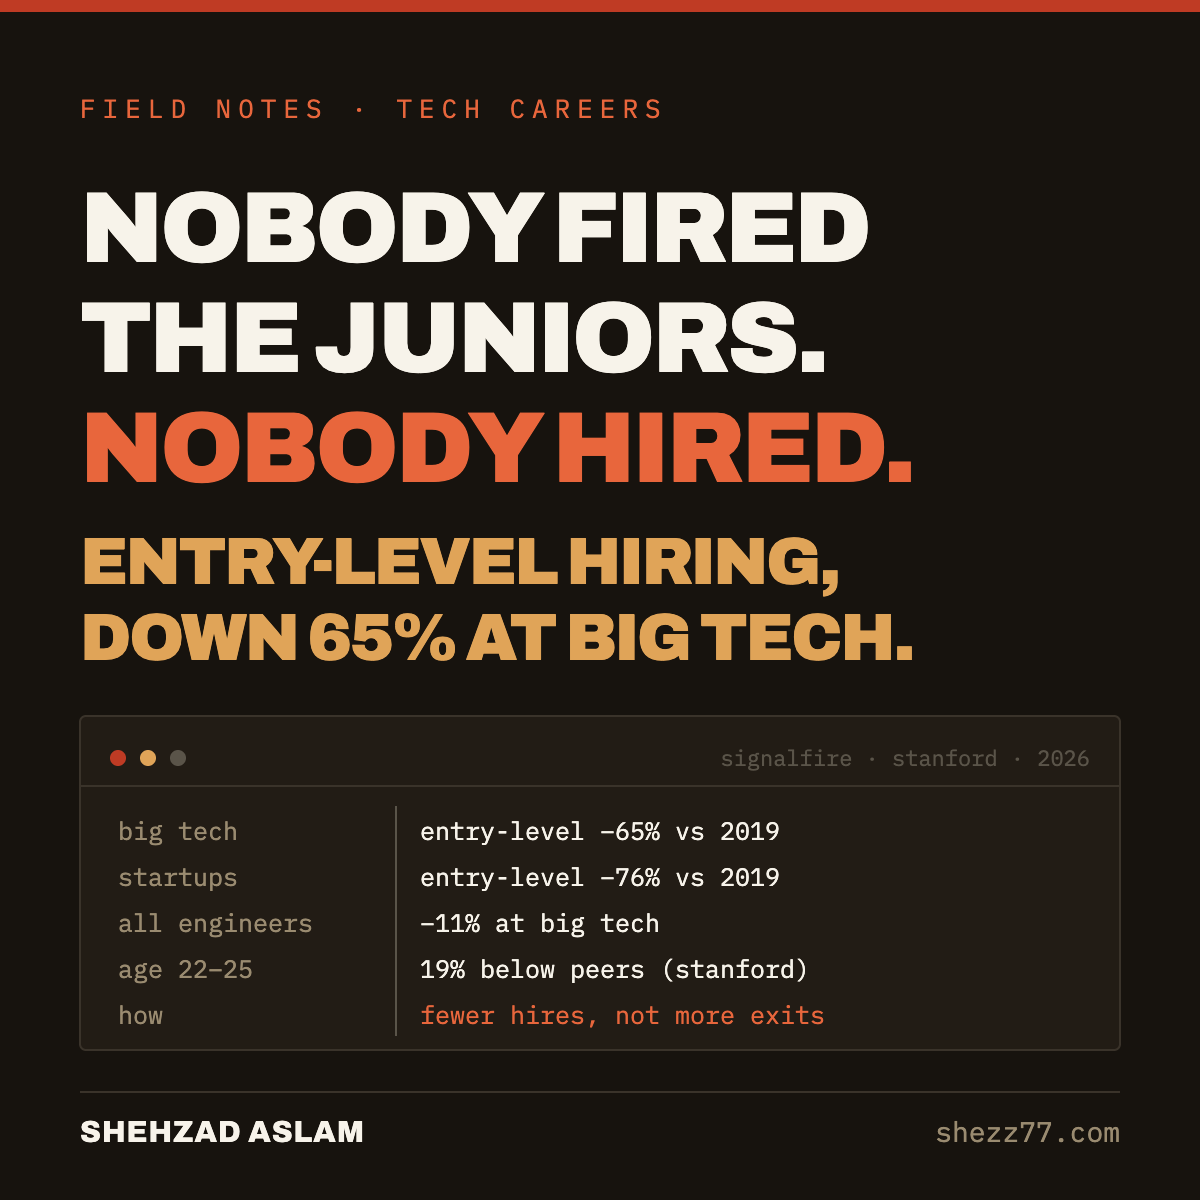 FIELD NOTES · TECH CAREERS
NOBODY FIRED
THE JUNIORS.
NOBODY HIRED.
ENTRY-LEVEL HIRING,
DOWN 65% AT BIG TECH.
signalfire · stanford · 2026
big tech entry-level −65% vs 2019
startups entry-level −76% vs 2019
all engineers −11% at big tech
age 22–25 19% below peers (stanford)
how fewer hires, not more exits
SHEHZAD ASLAM shezz77.com